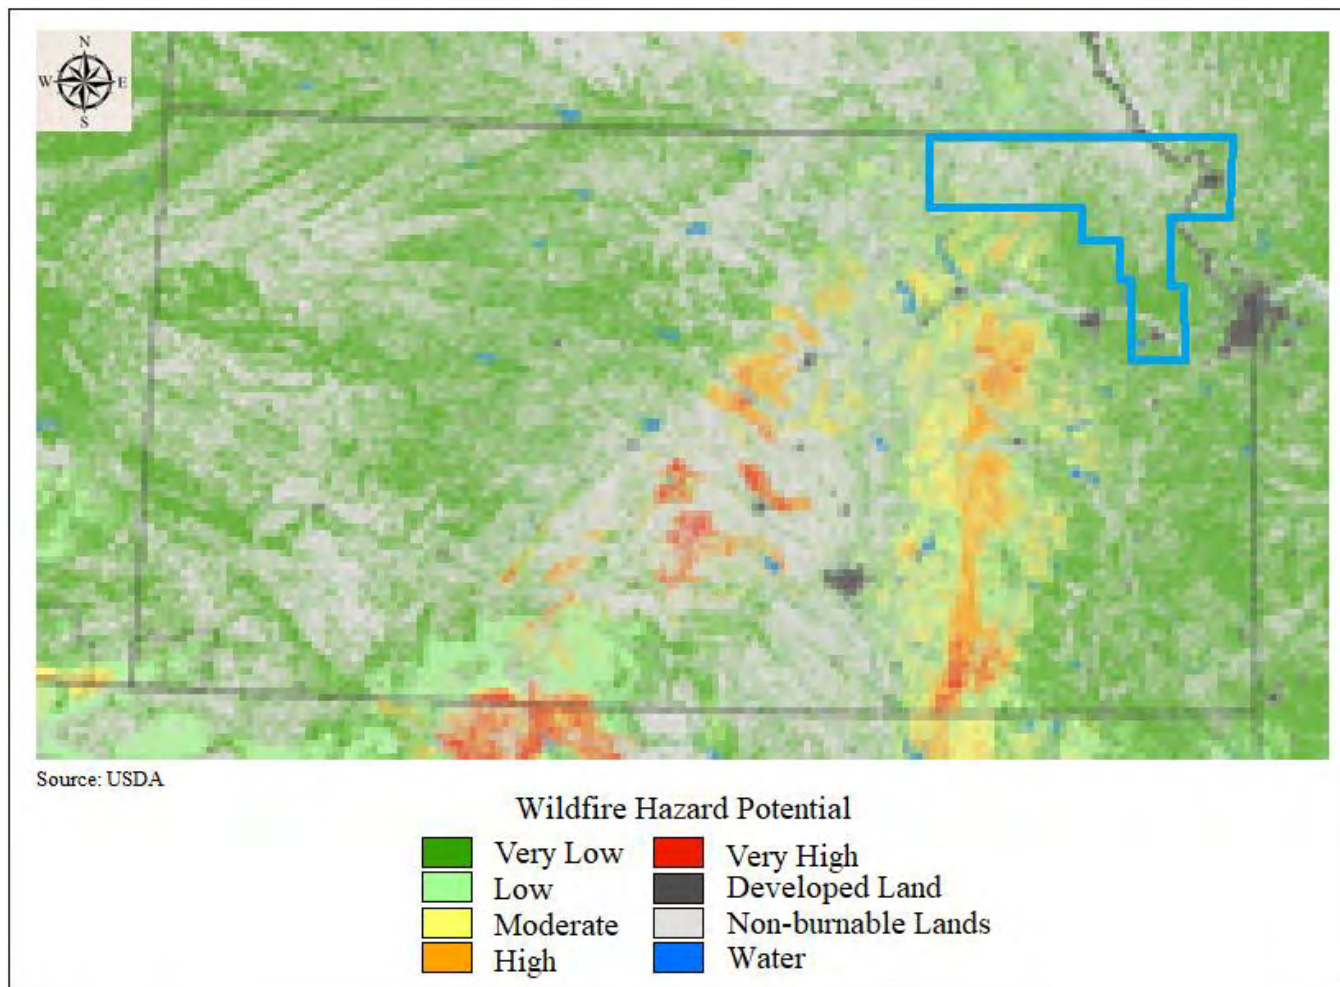 N
W E
S
Source: USDA
Wildfire Hazard Potential
Very Low Very High
Low Developed Land
Moderate Non-burnable Lands
High Water